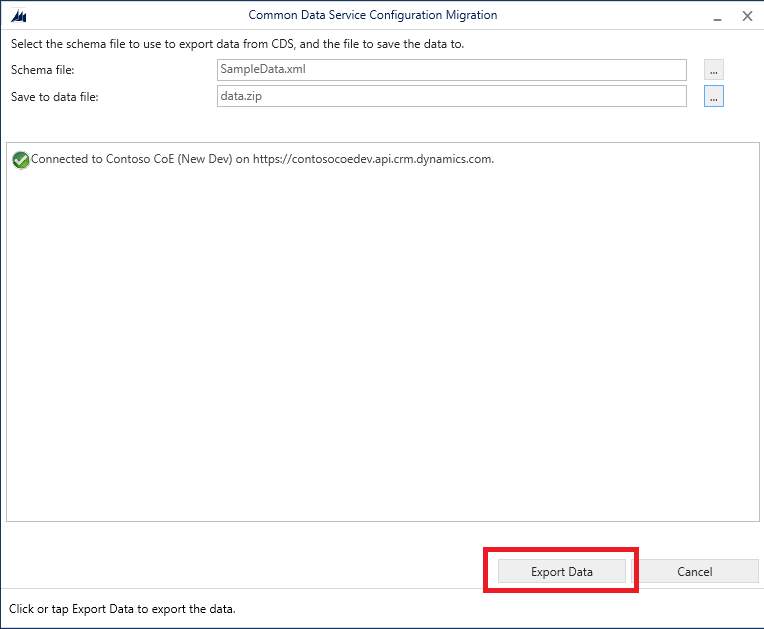 Common Data Service Configuration Migration
Select the schema file to use to export data from CDS, and the file to save the data to.
Schema file:
SampleData.xml
...
Save to data file:
data.zip
...
Connected to Contoso CoE (New Dev) on https://contosocoedev.api.crm.dynamics.com.
Export Data
Cancel
Click or tap Export Data to export the data.